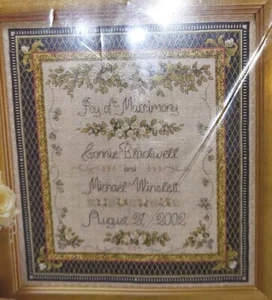 Joy of Matrimony
Connie Blackwell
and
Michael Winslett
August 27, 2002